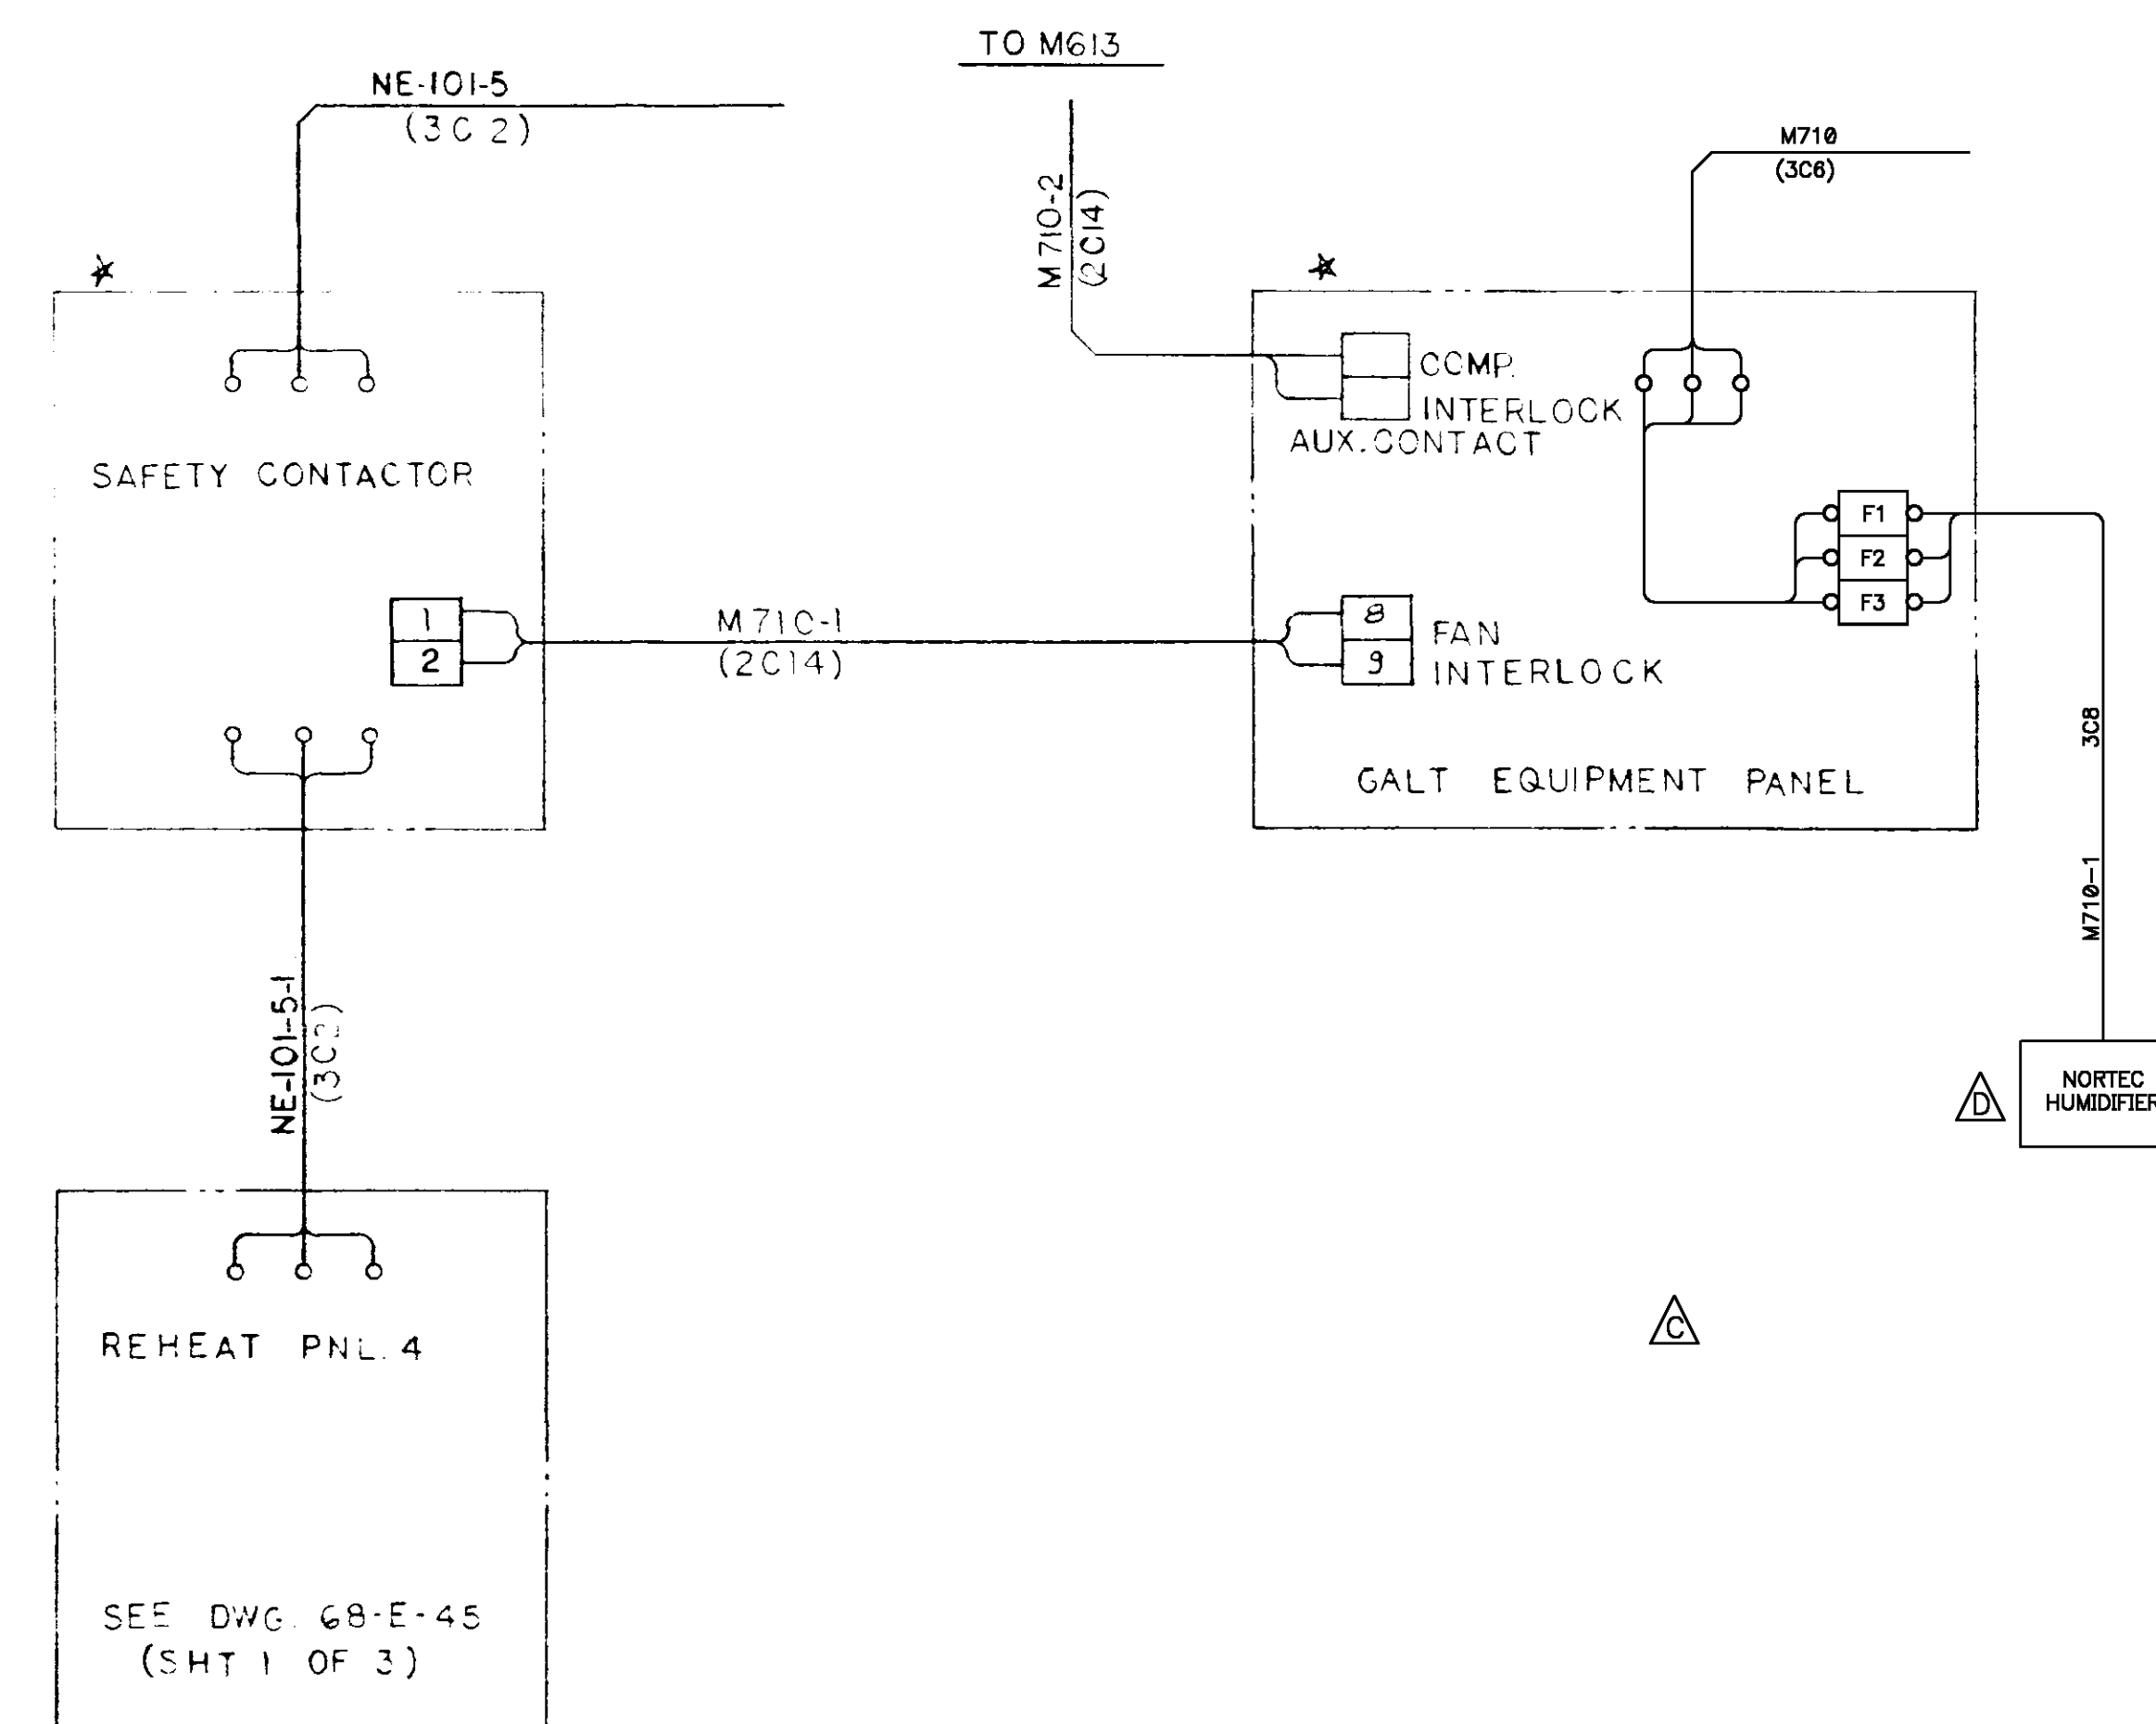 TO M613
NE-101-5
(3C2)
M710
(3C6)
M710-2
(2C14)
COMP.
INTERLOCK
AUX. CONTACT
SAFETY CONTACTOR
F1
F2
F3
1
2
M710-1
(2C14)
8
9
FAN
INTERLOCK
GALT EQUIPMENT PANEL
3C8
M710-1
NE-101-5-1
(3C2)
NORTEC
HUMIDIFIER
D
C
REHEAT PNL. 4
SEE DWG. 68-E-45
(SHT 1 OF 3)